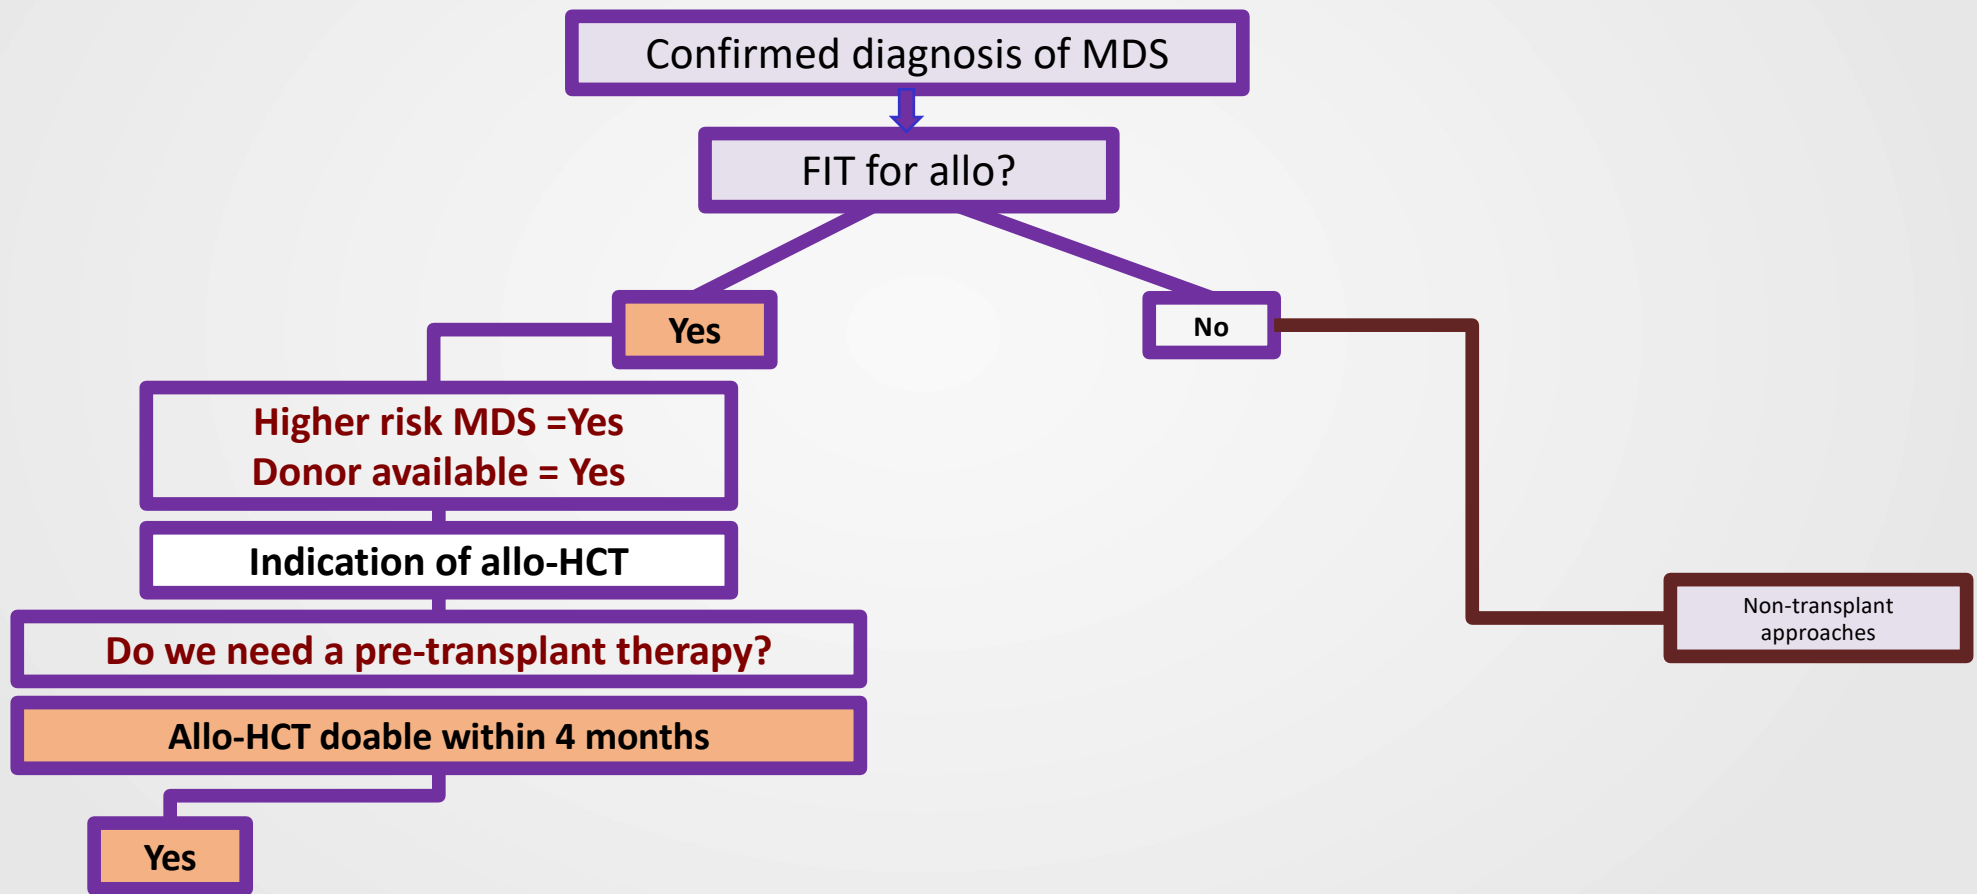 Confirmed diagnosis of MDS
FIT for allo?
Yes
No
Higher risk MDS =Yes
Donor available = Yes
Indication of allo-HCT
Do we need a pre-transplant therapy?
Non-transplant
approaches
Allo-HCT doable within 4 months
Yes